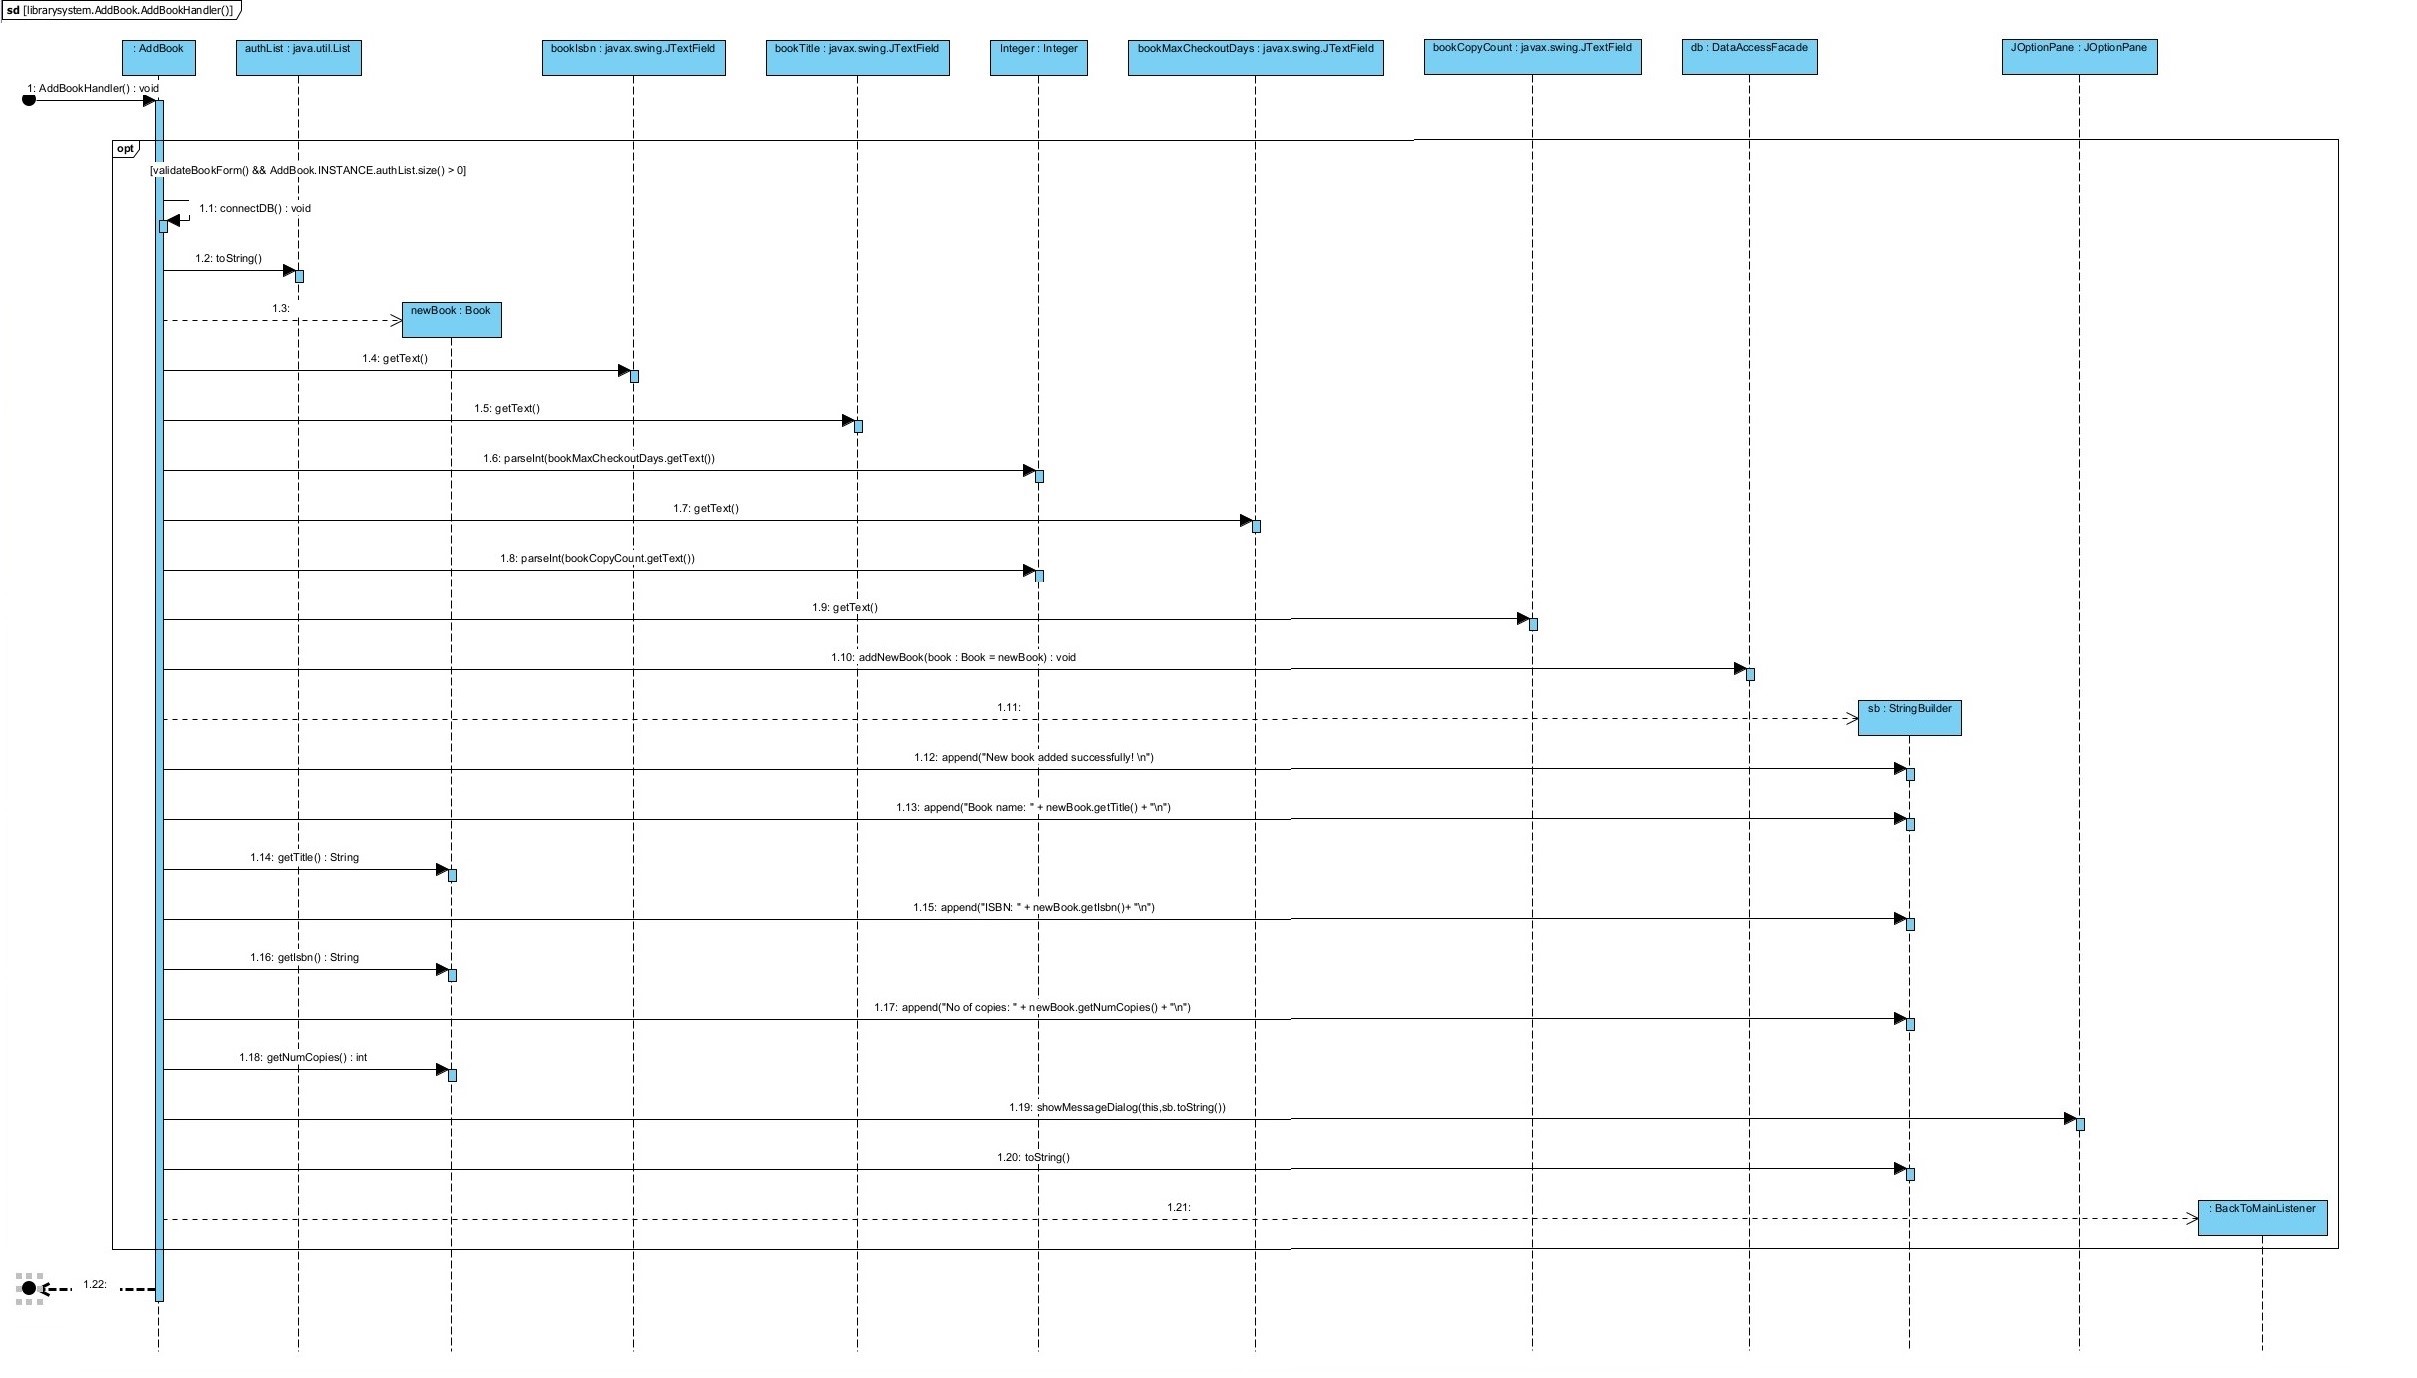 sd [librarysystem.AddBook.AddBookHandler()]
: AddBook
authList : java.util.List
bookIsbn : javax.swing.JTextField
bookTitle : javax.swing.JTextField
Integer : Integer
bookMaxCheckoutDays : javax.swing.JTextField
bookCopyCount : javax.swing.JTextField
db : DataAccessFacade
JOptionPane : JOptionPane
1: AddBookHandler() : void
opt
[validateBookForm() && AddBook.INSTANCE.authList.size() > 0]
1.1: connectDB() : void
1.2: toString()
1.3:
newBook : Book
1.4: getText()
1.5: getText()
1.6: parseInt(bookMaxCheckoutDays.getText())
1.7: getText()
1.8: parseInt(bookCopyCount.getText())
1.9: getText()
1.10: addNewBook(book : Book = newBook) : void
1.11:
sb : StringBuilder
1.12: append("New book added successfully! \n")
1.13: append("Book name: " + newBook.getTitle() + "\n")
1.14: getTitle() : String
1.15: append("ISBN: " + newBook.getIsbn()+ "\n")
1.16: getIsbn() : String
1.17: append("No of copies: " + newBook.getNumCopies() + "\n")
1.18: getNumCopies() : int
1.19: showMessageDialog(this,sb.toString())
1.20: toString()
1.21:
: BackToMainListener
1.22: